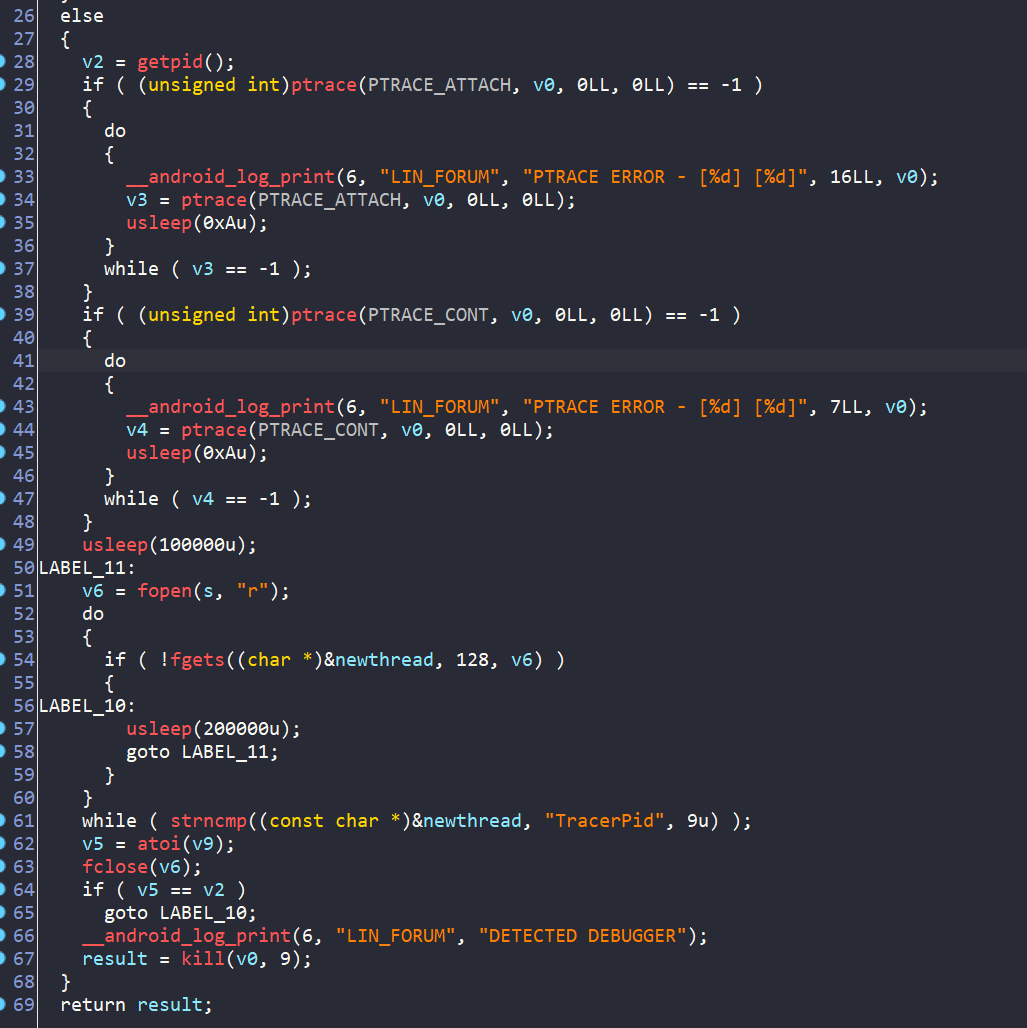 26 else
27 {
28 v2 = getpid();
29 if ( (unsigned int)ptrace(PTRACE_ATTACH, v0, 0LL, 0LL) == -1 )
30 {
31 do
32 {
33 __android_log_print(6, "LIN_FORUM", "PTRACE ERROR - [%d] [%d]", 16LL, v0);
34 v3 = ptrace(PTRACE_ATTACH, v0, 0LL, 0LL);
35 usleep(0xAu);
36 }
37 while ( v3 == -1 );
38 }
39 if ( (unsigned int)ptrace(PTRACE_CONT, v0, 0LL, 0LL) == -1 )
40 {
41 do
42 {
43 __android_log_print(6, "LIN_FORUM", "PTRACE ERROR - [%d] [%d]", 7LL, v0);
44 v4 = ptrace(PTRACE_CONT, v0, 0LL, 0LL);
45 usleep(0xAu);
46 }
47 while ( v4 == -1 );
48 }
49 usleep(100000u);
50 LABEL_11:
51 v6 = fopen(s, "r");
52 do
53 {
54 if ( !fgets((char *)&newthread, 128, v6) )
55 {
56 LABEL_10:
57 usleep(200000u);
58 goto LABEL_11;
59 }
60 }
61 while ( strncmp((const char *)&newthread, "TracerPid", 9u) );
62 v5 = atoi(v9);
63 fclose(v6);
64 if ( v5 == v2 )
65 goto LABEL_10;
66 __android_log_print(6, "LIN_FORUM", "DETECTED DEBUGGER");
67 result = kill(v0, 9);
68 }
69 return result;